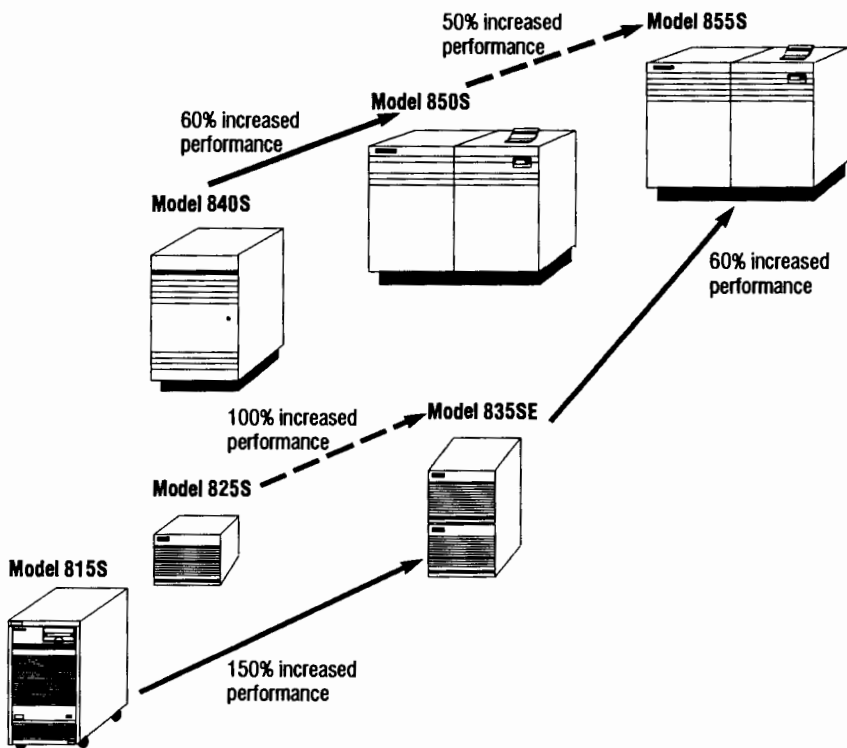 50% increased
performance
Model 855S
Model 850S
60% increased
performance
Model 840S
60% increased
performance
100% increased
performance
Model 835SE
Model 825S
Model 815S
150% increased
performance